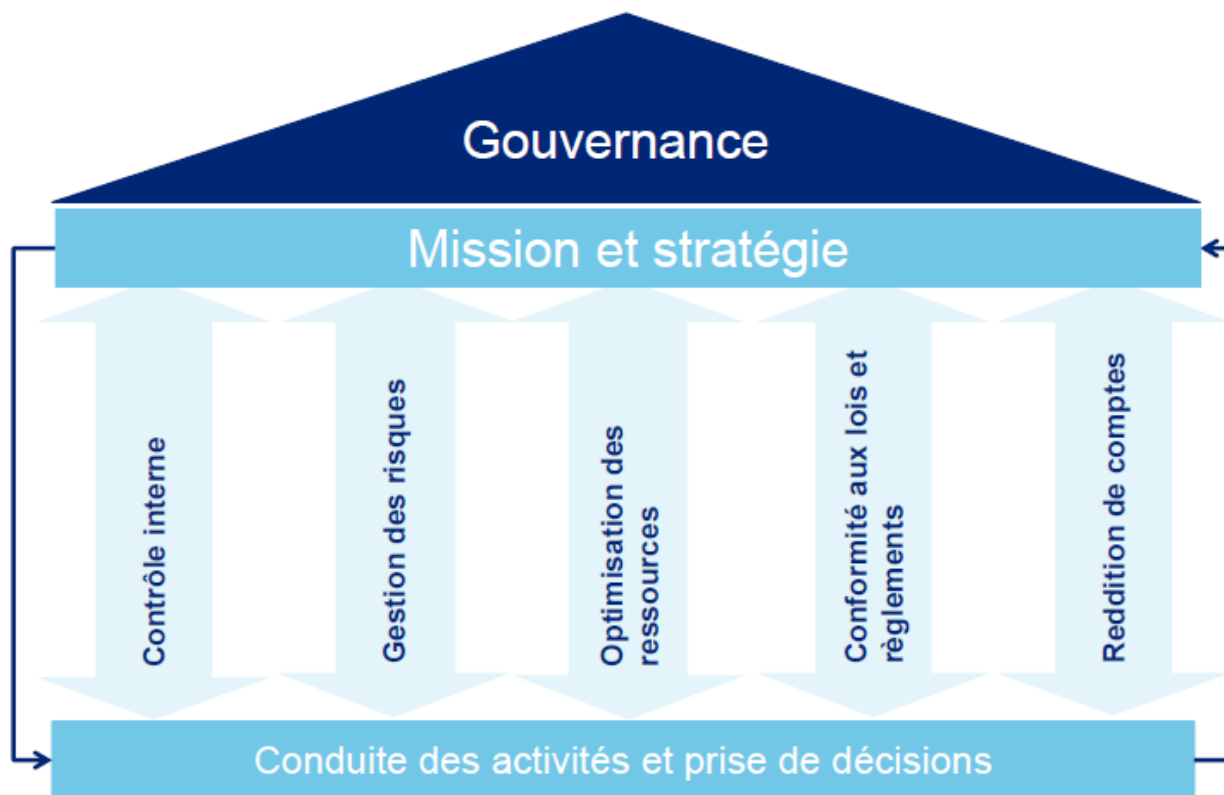 Gouvernance
Mission et stratégie
Contrôle interne
Gestion des risques
Optimisation des
ressources
Conformité aux lois et
règlements
Reddition de comptes
Conduite des activités et prise de décisions